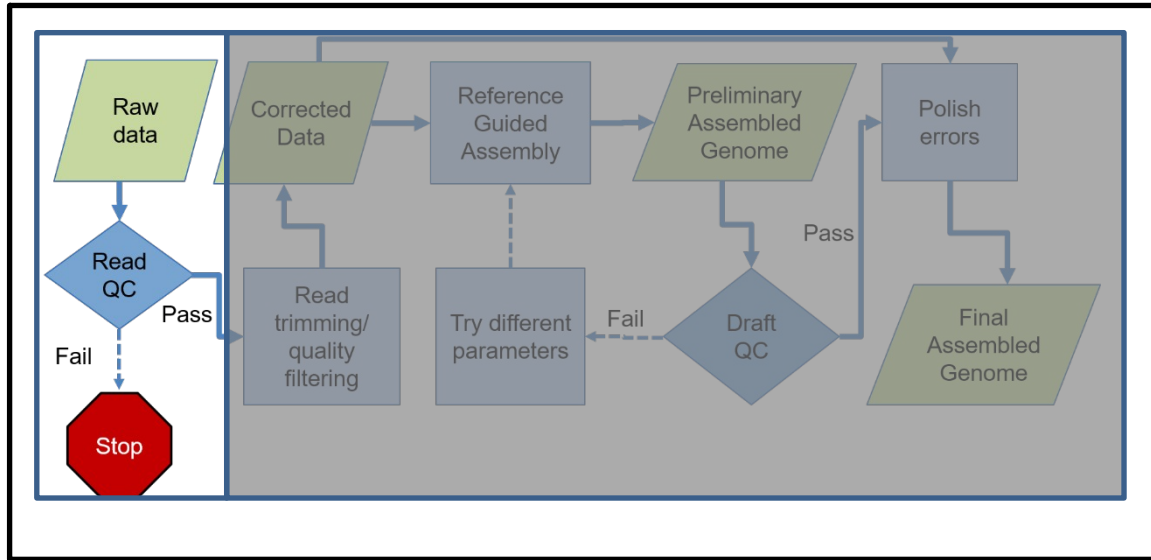 Raw
data
Read
QC
Pass
Fail
Stop
Corrected
Data
Read
trimming/
quality
filtering
Reference
Guided
Assembly
Try different
parameters
Preliminary
Assembled
Genome
Fail
Draft
QC
Pass
Polish
errors
Final
Assembled
Genome